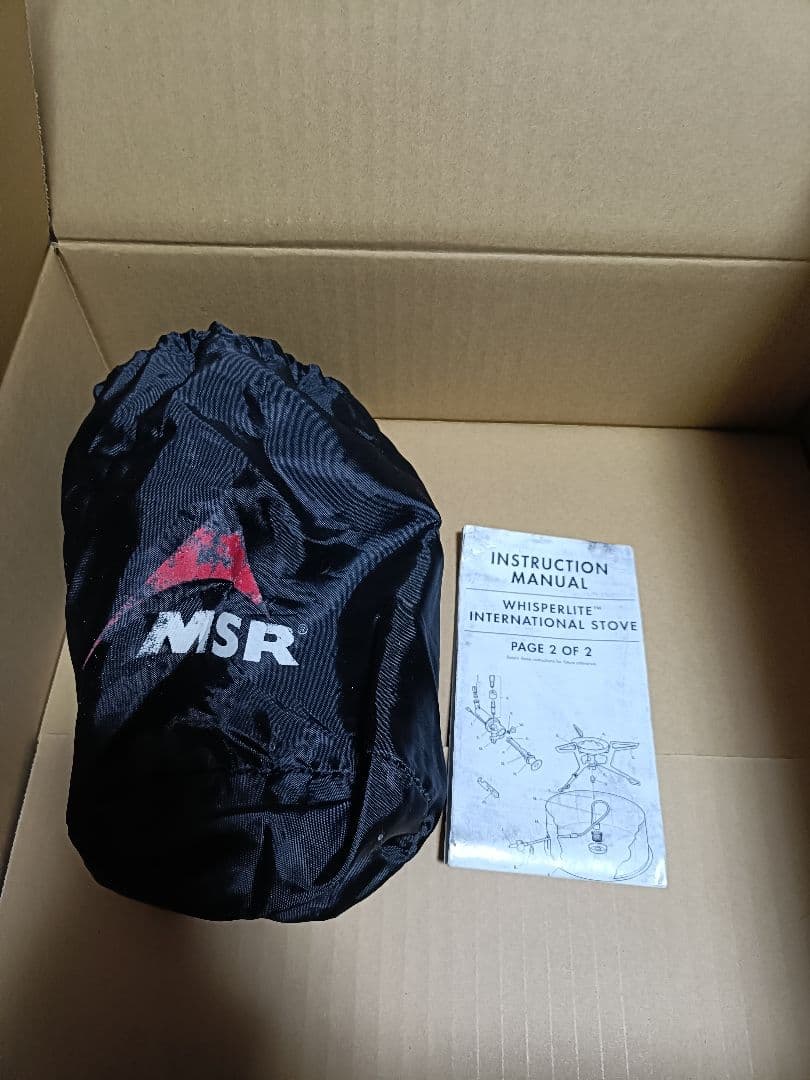 MSR®
INSTRUCTION
MANUAL
WHISPERLITE™
INTERNATIONAL STOVE
PAGE 2 OF 2